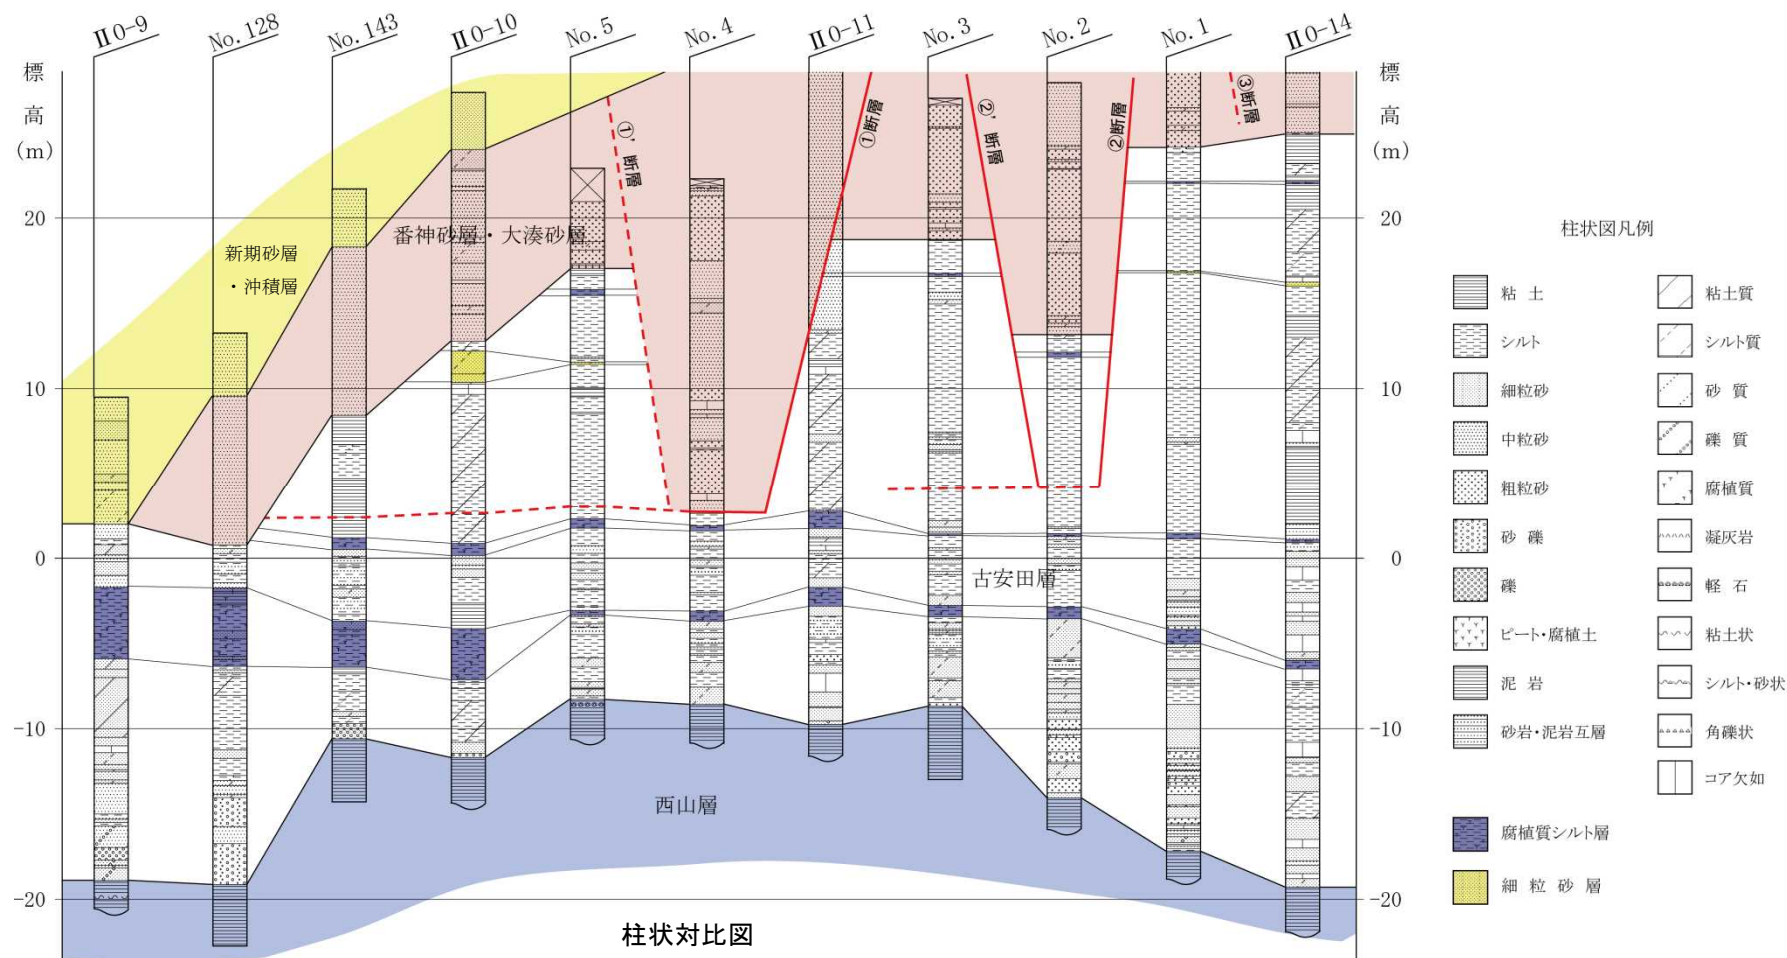 ⅡO-9
No.128
No.143
ⅡO-10
No.5
No.4
ⅡO-11
No.3
No.2
No.1
ⅡO-14
標
高
(m)
20
10
0
-10
-20
標
高
(m)
20
10
0
-10
-20
新期砂層
・沖積層
番神砂層・大湊砂層
①’断層
①断層
②’断層
②断層
③断層
古安田層
西山層
柱状対比図
柱状図凡例
粘 土
シルト
細粒砂
中粒砂
粗粒砂
砂 礫
礫
ピート・腐植土
泥 岩
砂岩・泥岩互層
粘土質
シルト質
砂 質
礫 質
腐植質
凝灰岩
軽 石
粘土状
シルト・砂状
角礫状
コア欠如
腐植質シルト層
細 粒 砂 層